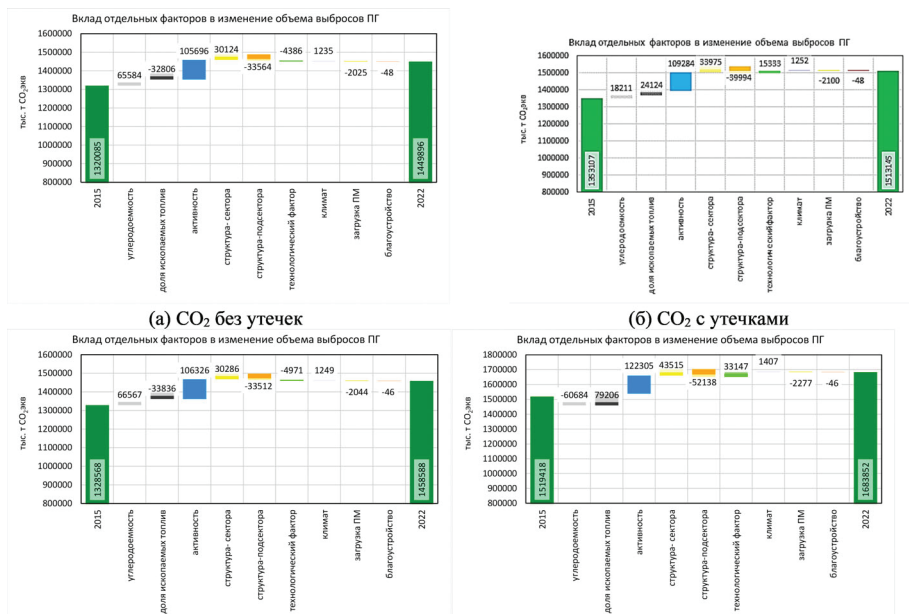 Вклад отдельных факторов в изменение объема выбросов ПГ
1600000
1500000
1400000
1300000
1200000
1100000
1000000
900000
800000
тыс. т CO₂экв
1320085
65584
-32806
105696
30124
-33564
-4386
1235
-2025
-48
1449896
2015
углеродоемкость
доля ископаемых топлив
активность
структура- сектора
структура-подсектора
технологический фактор
климат
загрузка ПМ
благоустройство
2022
(а) CO₂ без утечек
Вклад отдельных факторов в изменение объема выбросов ПГ
1600000
1500000
1400000
1300000
1200000
1100000
1000000
900000
800000
тыс. т CO₂экв
1353107
18211
24124
109284
33975
-39994
15333
1252
-2100
-48
1513145
2015
углеродоемкость
доля ископаемых топлив
активность
структура- сектора
структура-подсектора
технологическийфактор
климат
загрузка ПМ
благоустройство
2022
(б) CO₂ с утечками
Вклад отдельных факторов в изменение объема выбросов ПГ
1600000
1500000
1400000
1300000
1200000
1100000
1000000
900000
800000
тыс. т CO₂экв
1328568
66567
-33836
106326
30286
-33512
-4971
1249
-2044
-46
1458588
2015
углеродоемкость
доля ископаемых топлив
активность
структура- сектора
структура-подсектора
технологический фактор
климат
загрузка ПМ
благоустройство
2022
Вклад отдельных факторов в изменение объема выбросов ПГ
1800000
1700000
1600000
1500000
1400000
1300000
1200000
1100000
1000000
900000
800000
тыс. т CO₂экв
1519418
-60684
79206
122305
43515
-52138
33147
1407
-2277
-46
1683852
2015
углеродоемкость
доля ископаемых топлив
активность
структура- сектора
структура-подсектора
технологический фактор
климат
загрузка ПМ
благоустройство
2022